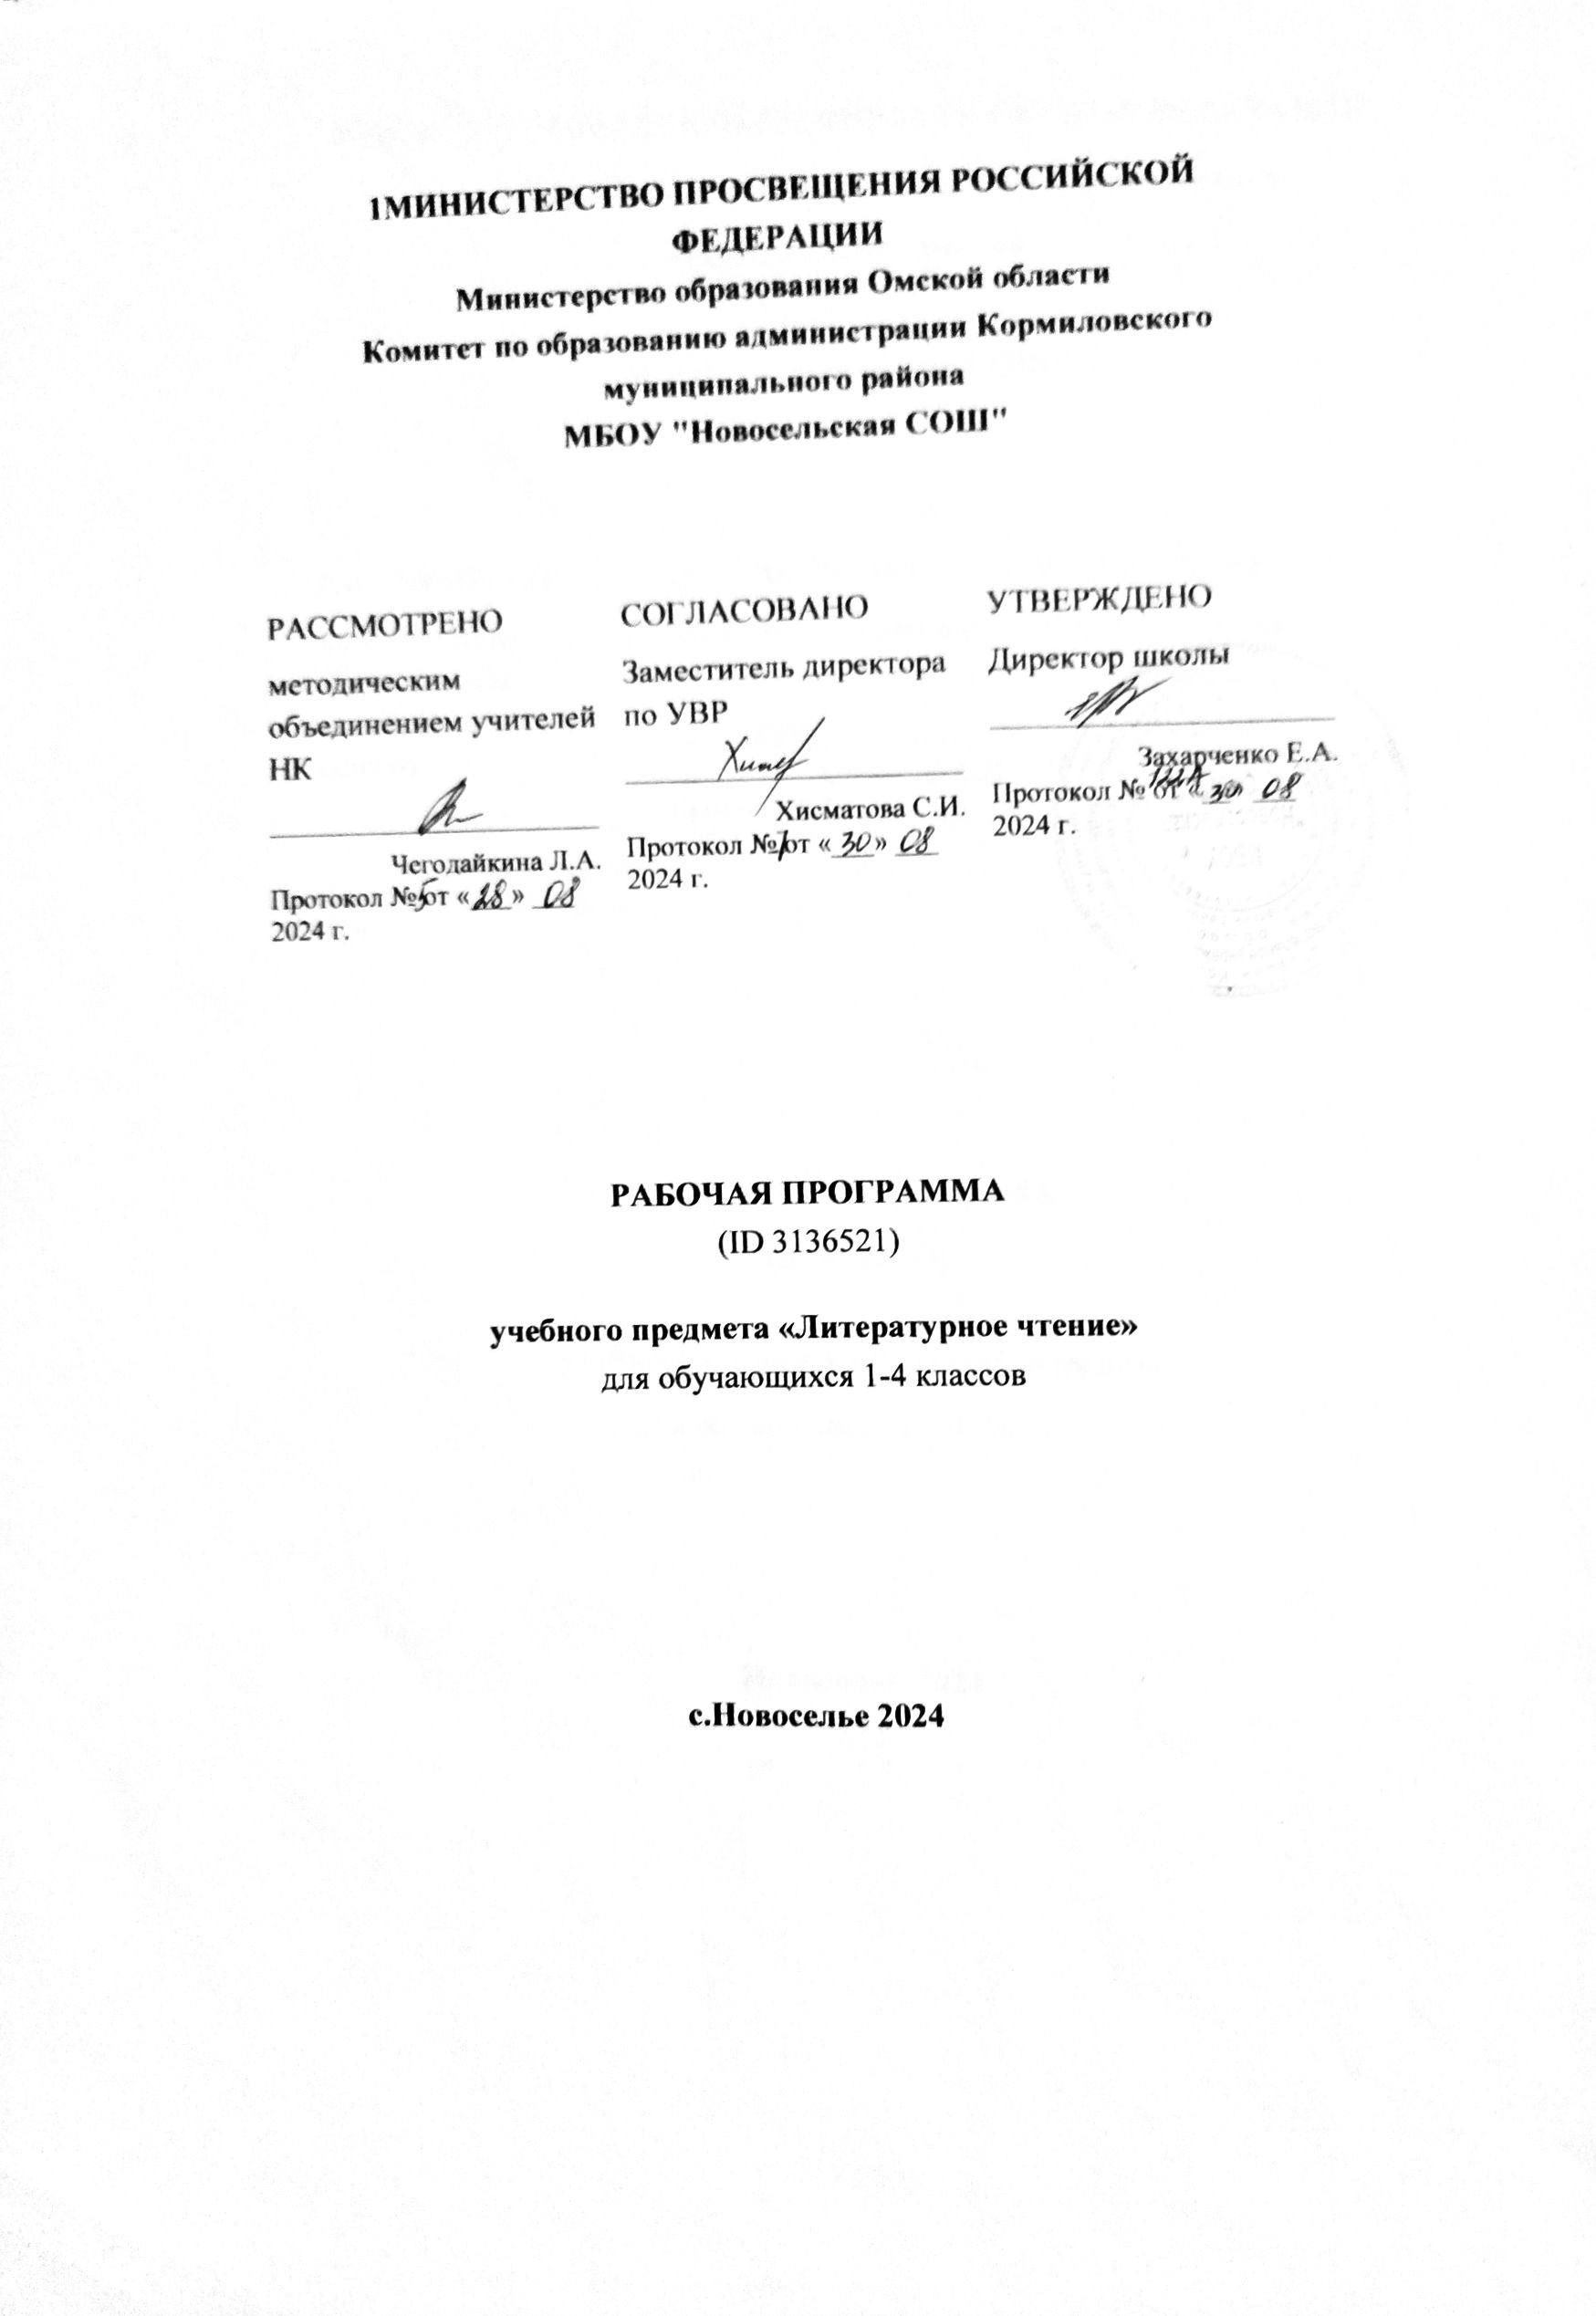 1МИНИСТЕРСТВО ПРОСВЕЩЕНИЯ РОССИЙСКОЙ
ФЕДЕРАЦИИ
Министерство образования Омской области
Комитет по образованию администрации Кормиловского
муниципального района
МБОУ "Новосельская СОШ"
РАССМОТРЕНО
методическим
объединением учителей
НК
Чеголайкина Л.А.
Протокол №5 от «28» 08
2024 г.
СОГЛАСОВАНО
Заместитель директора
по УВР
Хисматова С.И.
Протокол №1 от «30» 08
2024 г.
УТВЕРЖДЕНО
Директор школы
Захарченко Е.А.
Протокол № от «30» 08
2024 г.
РАБОЧАЯ ПРОГРАММА
(ID 3136521)
учебного предмета «Литературное чтение»
для обучающихся 1-4 классов
с.Новоселье 2024